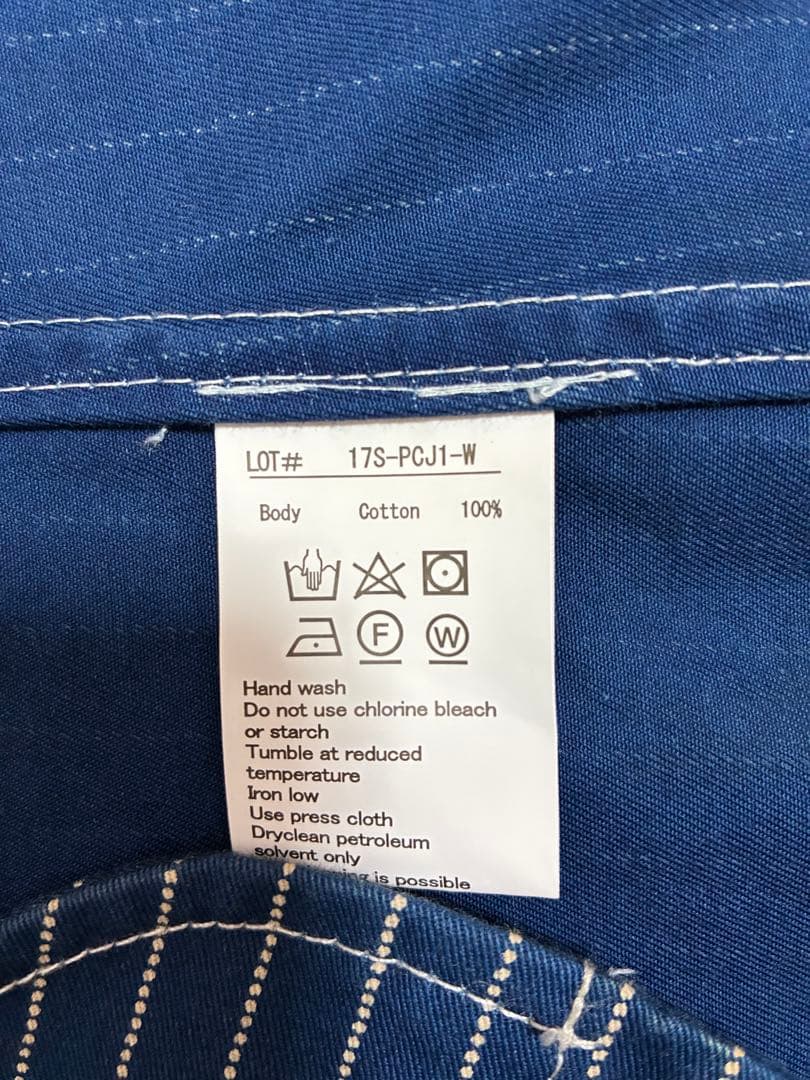 LOT# 17S-PCJ1-W
Body Cotton 100%
F W
Hand wash
Do not use chlorine bleach
or starch
Tumble at reduced
temperature
Iron low
Use press cloth
Dryclean petroleum
solvent only
is possible